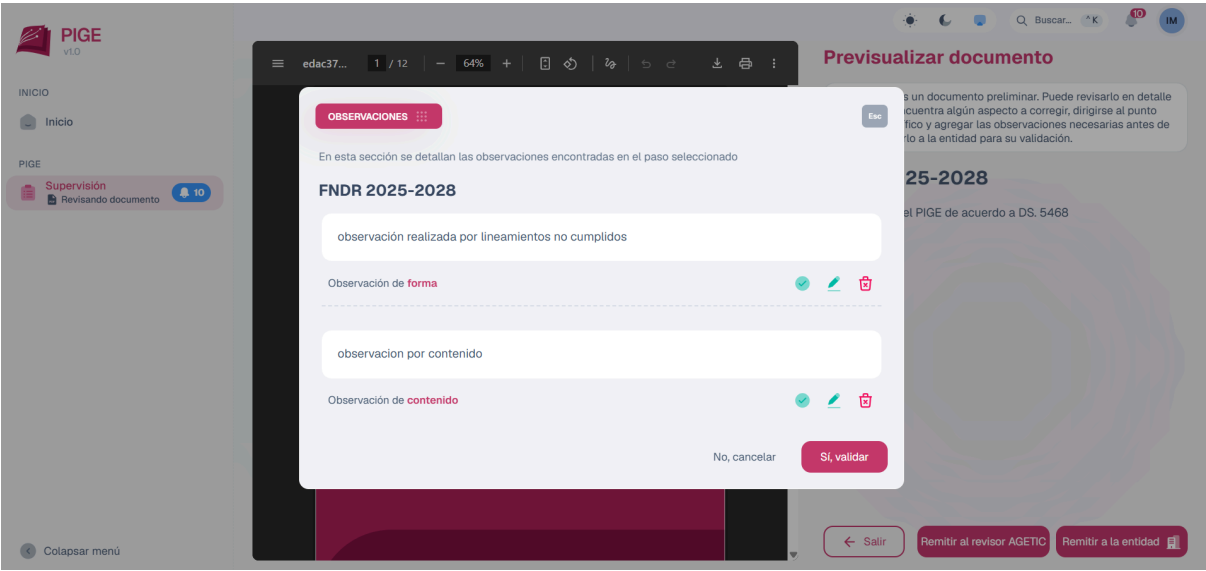 PIGE
v1.0
INICIO
Inicio
PIGE
Supervisión
Revisando documento
10
Colapsar menú
edac37...
1 / 12
64%
Buscar...
^ K
10
IM
Previsualizar documento
s un documento preliminar. Puede revisarlo en detalle
cuentra algún aspecto a corregir, dirigirse al punto
fico y agregar las observaciones necesarias antes de
rlo a la entidad para su validación.
25-2028
el PIGE de acuerdo a DS. 5468
OBSERVACIONES
Esc
En esta sección se detallan las observaciones encontradas en el paso seleccionado
FNDR 2025-2028
observación realizada por lineamientos no cumplidos
Observación de forma
observacion por contenido
Observación de contenido
No, cancelar
Sí, validar
Salir
Remitir al revisor AGETIC
Remitir a la entidad